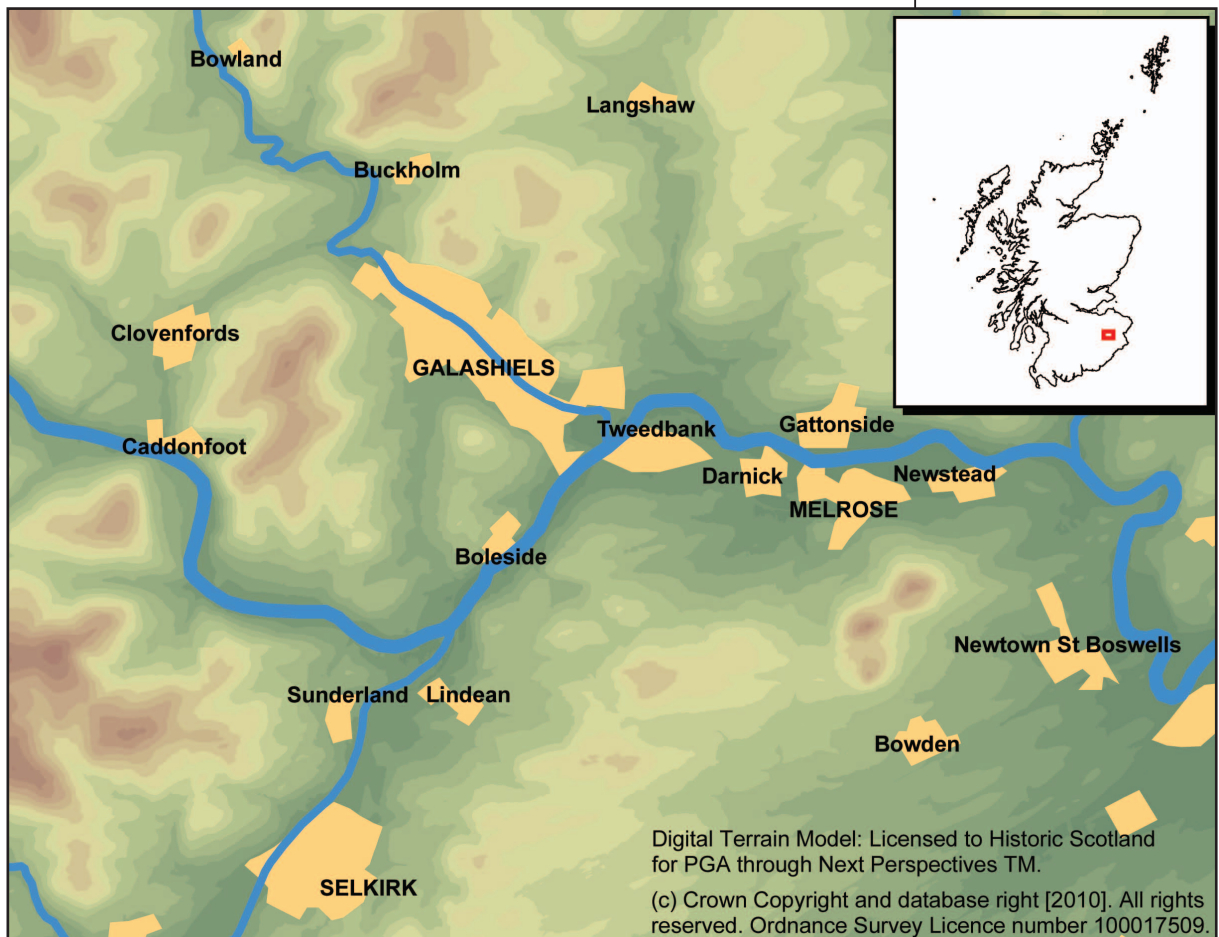 Bowland
Langshaw
Buckholm
Clovenfords
GALASHIELS
Caddonfoot
Tweedbank
Gattonside
Darnick
Newstead
MELROSE
Boleside
Newtown St Boswells
Sunderland
Lindean
Bowden
SELKIRK
Digital Terrain Model: Licensed to Historic Scotland
for PGA through Next Perspectives TM.
(c) Crown Copyright and database right [2010]. All rights
reserved. Ordnance Survey Licence number 100017509.